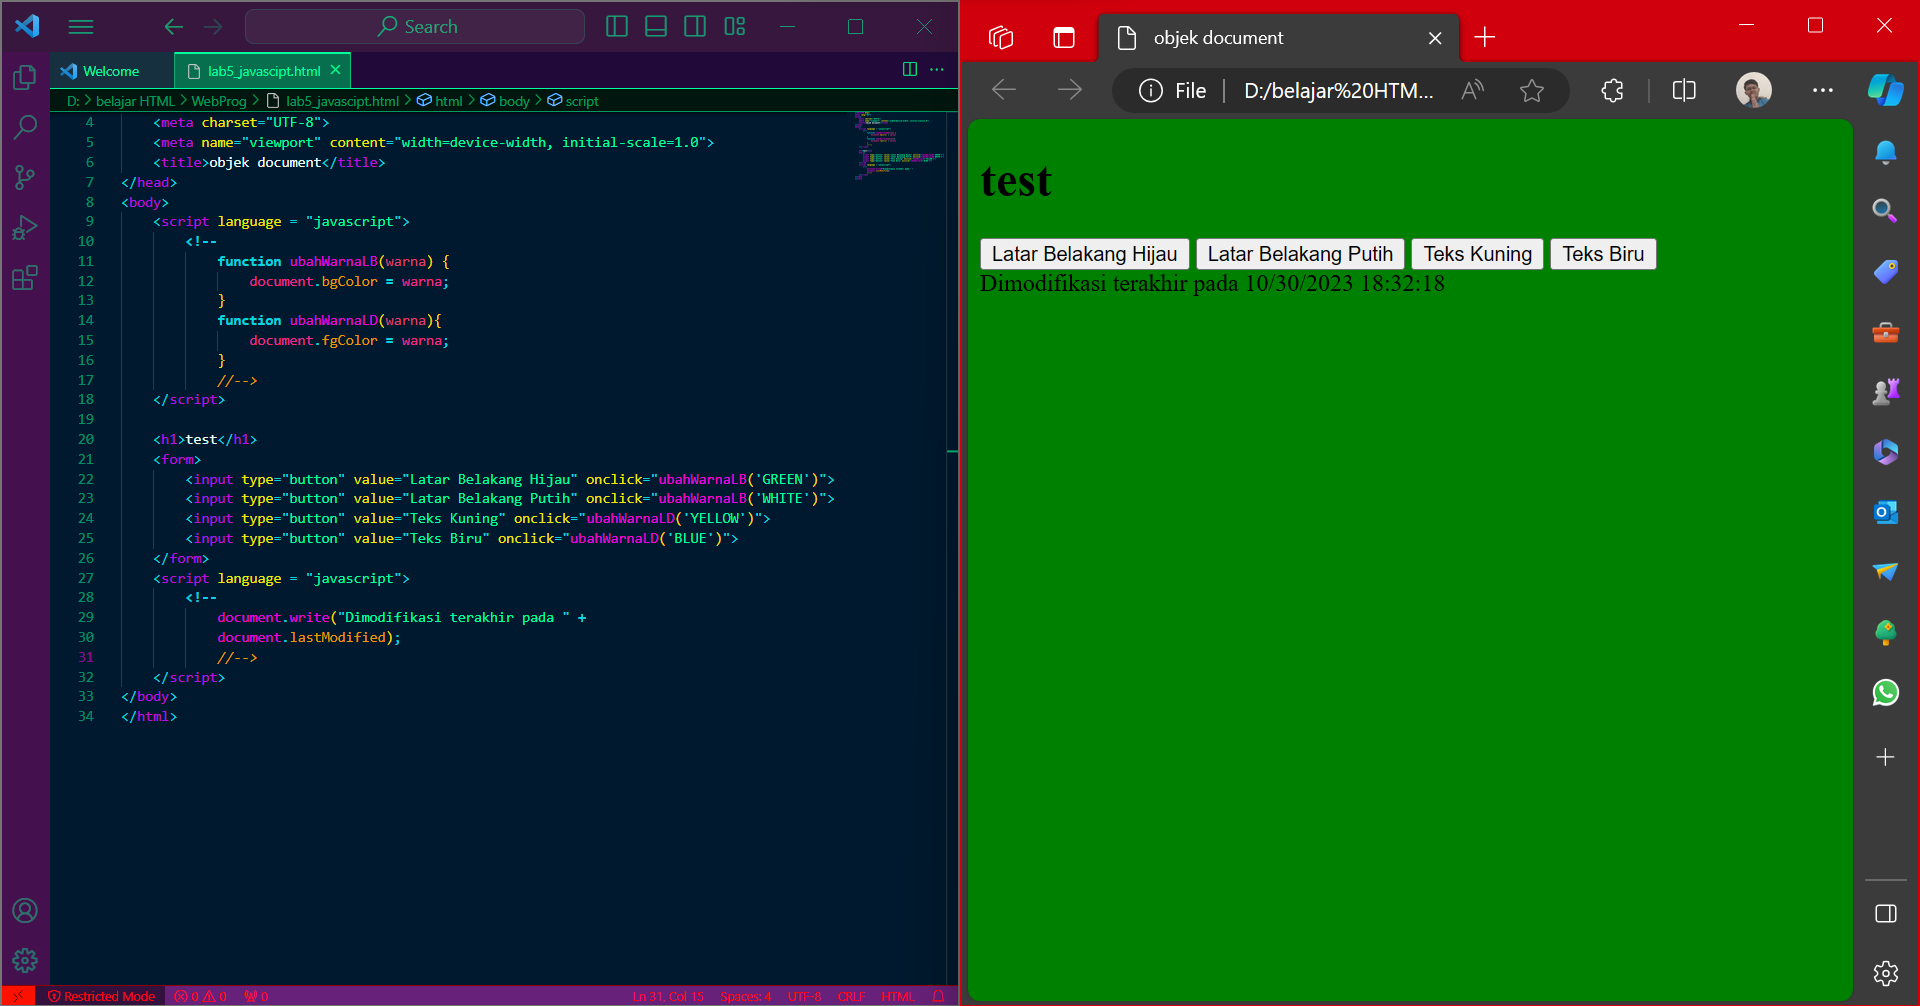 Search
Welcome
lab5_javascipt.html
D: > belajar HTML > WebProg > lab5_javascipt.html > html > body > script
4 <meta charset="UTF-8">
5 <meta name="viewport" content="width=device-width, initial-scale=1.0">
6 <title>objek document</title>
7 </head>
8 <body>
9 <script language = "javascript">
10 <!--
11 function ubahWarnaLB(warna) {
12 document.bgColor = warna;
13 }
14 function ubahWarnaLD(warna){
15 document.fgColor = warna;
16 }
17 //-->
18 </script>
19
20 <h1>test</h1>
21 <form>
22 <input type="button" value="Latar Belakang Hijau" onclick="ubahWarnaLB('GREEN')">
23 <input type="button" value="Latar Belakang Putih" onclick="ubahWarnaLB('WHITE')">
24 <input type="button" value="Teks Kuning" onclick="ubahWarnaLD('YELLOW')">
25 <input type="button" value="Teks Biru" onclick="ubahWarnaLD('BLUE')">
26 </form>
27 <script language = "javascript">
28 <!--
29 document.write("Dimodifikasi terakhir pada " +
30 document.lastModified);
31 //-->
32 </script>
33 </body>
34 </html>
Restricted Mode 0 0 0 Ln 31, Col 15 Spaces: 4 UTF-8 CRLF HTML
objek document
File | D:/belajar%20HTM...
test
Latar Belakang Hijau Latar Belakang Putih Teks Kuning Teks Biru
Dimodifikasi terakhir pada 10/30/2023 18:32:18